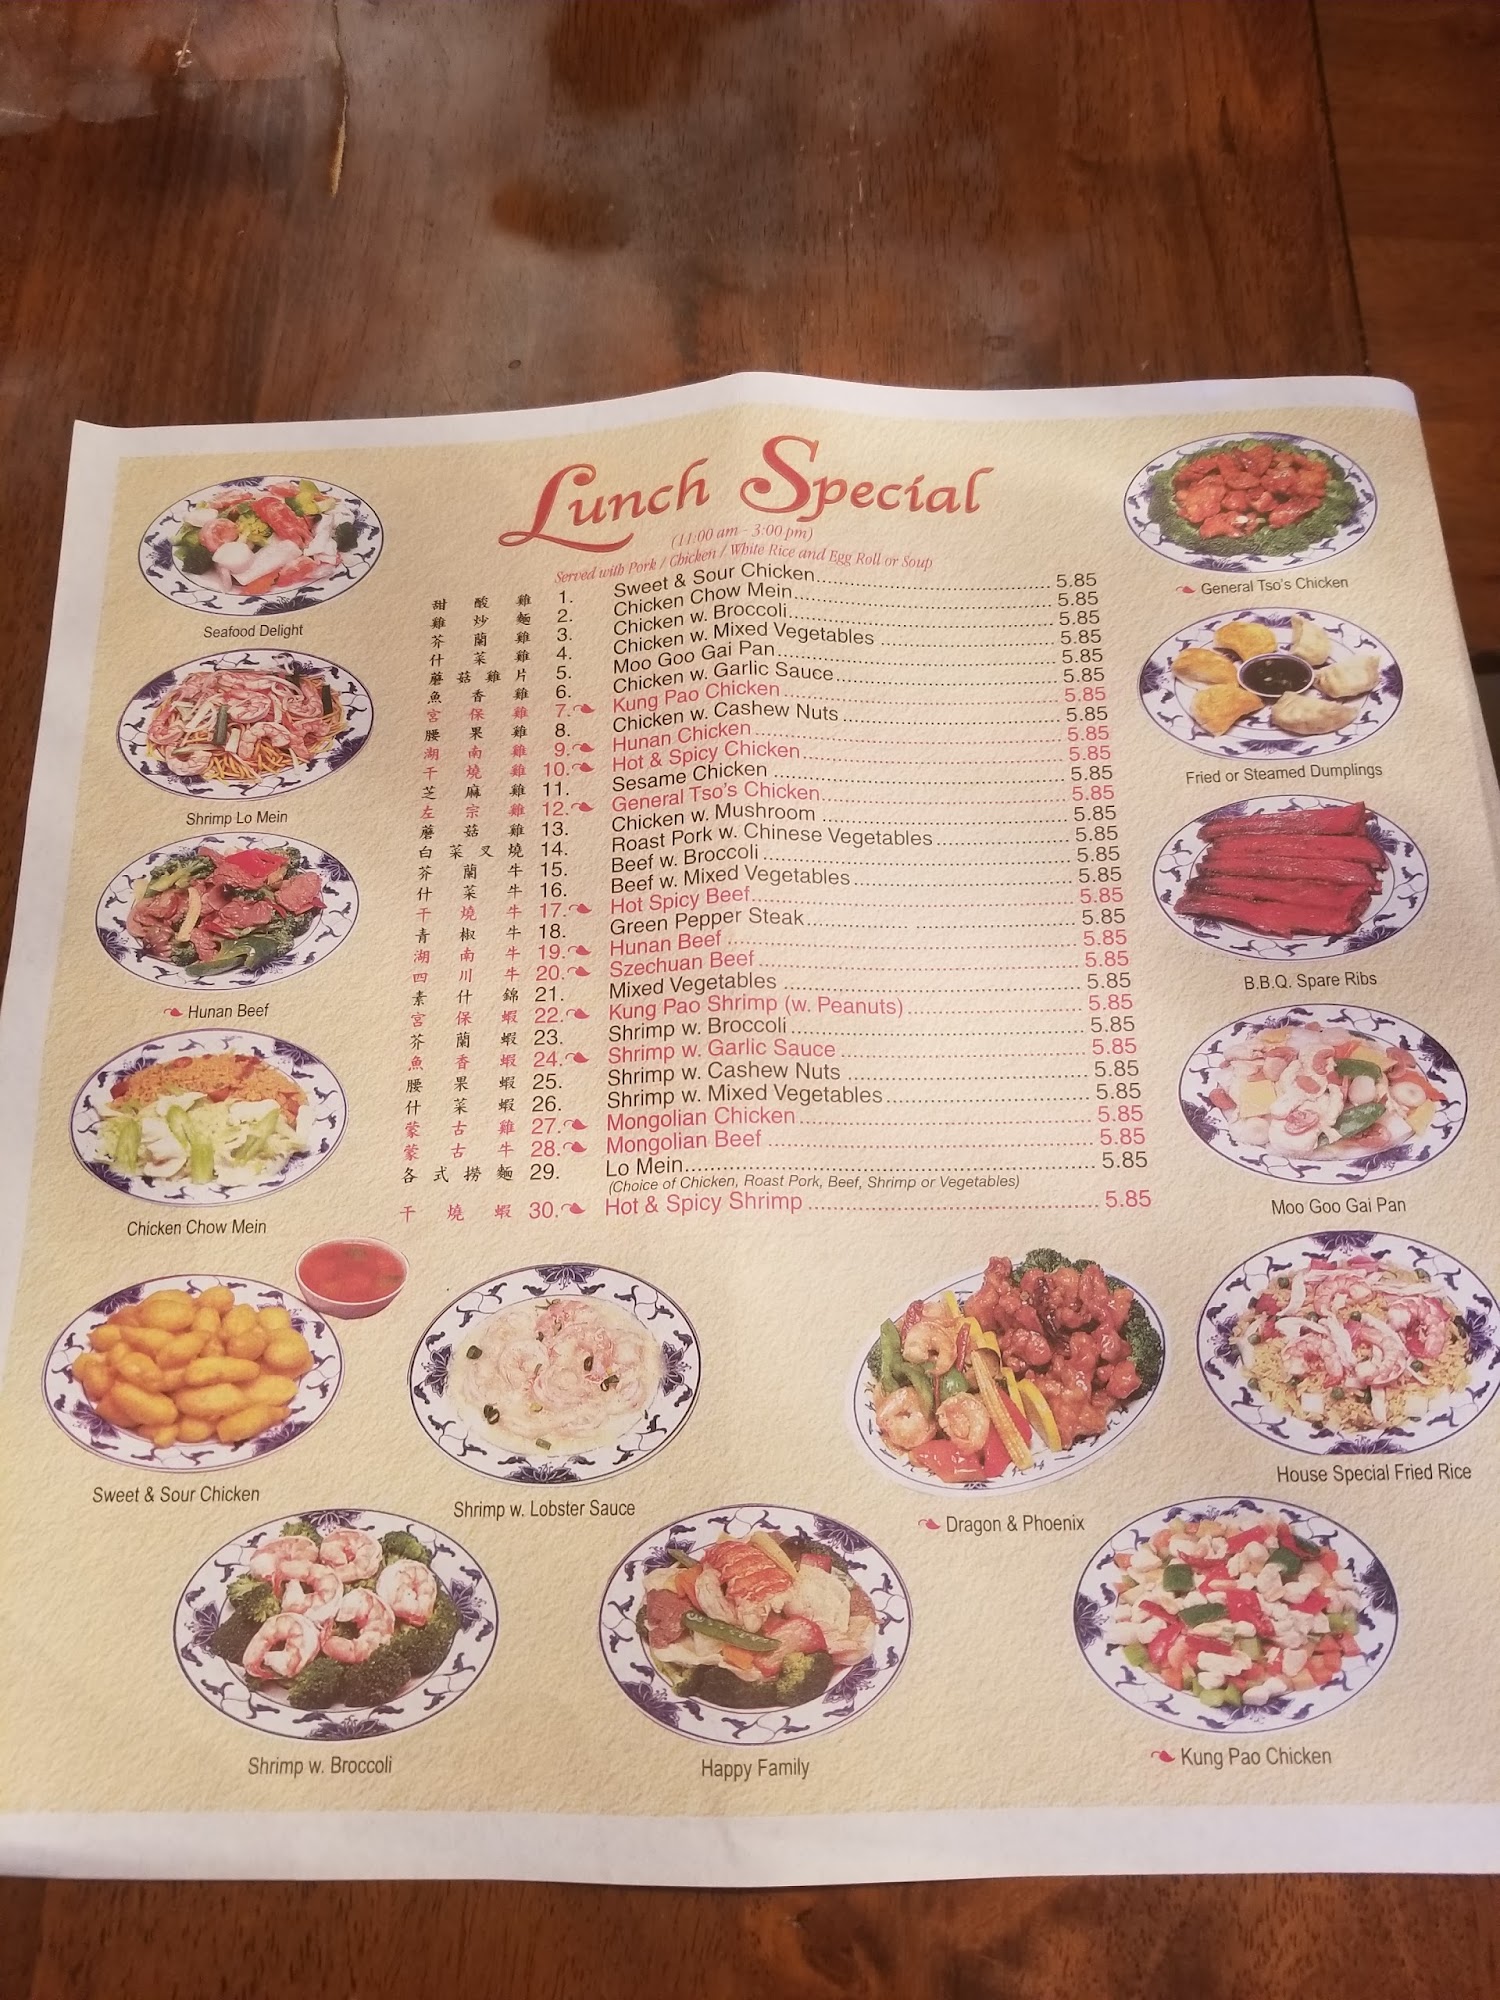 Lunch Special
(11:00 am - 3:00 pm)
Served with Pork / Chicken / White Rice and Egg Roll or Soup
甜酸雞 1. Sweet & Sour Chicken 5.85
雞炒麵 2. Chicken Chow Mein 5.85
芥蘭雞 3. Chicken w. Broccoli 5.85
什菜雞 4. Chicken w. Mixed Vegetables 5.85
蘑菇雞片 5. Moo Goo Gai Pan 5.85
魚香雞 6. Chicken w. Garlic Sauce 5.85
宮保雞 7. Kung Pao Chicken 5.85
腰果雞 8. Chicken w. Cashew Nuts 5.85
湖南雞 9. Hunan Chicken 5.85
干燒雞 10. Hot & Spicy Chicken 5.85
芝麻雞 11. Sesame Chicken 5.85
左宗雞 12. General Tso's Chicken 5.85
蘑菇雞 13. Chicken w. Mushroom 5.85
白菜叉燒 14. Roast Pork w. Chinese Vegetables 5.85
芥蘭牛 15. Beef w. Broccoli 5.85
什菜牛 16. Beef w. Mixed Vegetables 5.85
干燒牛 17. Hot Spicy Beef 5.85
青椒牛 18. Green Pepper Steak 5.85
湖南牛 19. Hunan Beef 5.85
四川牛 20. Szechuan Beef 5.85
素什錦 21. Mixed Vegetables 5.85
宮保蝦 22. Kung Pao Shrimp (w. Peanuts) 5.85
芥蘭蝦 23. Shrimp w. Broccoli 5.85
魚香蝦 24. Shrimp w. Garlic Sauce 5.85
腰果蝦 25. Shrimp w. Cashew Nuts 5.85
什菜蝦 26. Shrimp w. Mixed Vegetables 5.85
蒙古雞 27. Mongolian Chicken 5.85
蒙古牛 28. Mongolian Beef 5.85
各式撈麵 29. Lo Mein 5.85
(Choice of Chicken, Roast Pork, Beef, Shrimp or Vegetables)
干燒蝦 30. Hot & Spicy Shrimp 5.85
Seafood Delight
Shrimp Lo Mein
Hunan Beef
Chicken Chow Mein
Sweet & Sour Chicken
Shrimp w. Lobster Sauce
Shrimp w. Broccoli
Happy Family
General Tso's Chicken
Fried or Steamed Dumplings
B.B.Q. Spare Ribs
Moo Goo Gai Pan
House Special Fried Rice
Dragon & Phoenix
Kung Pao Chicken